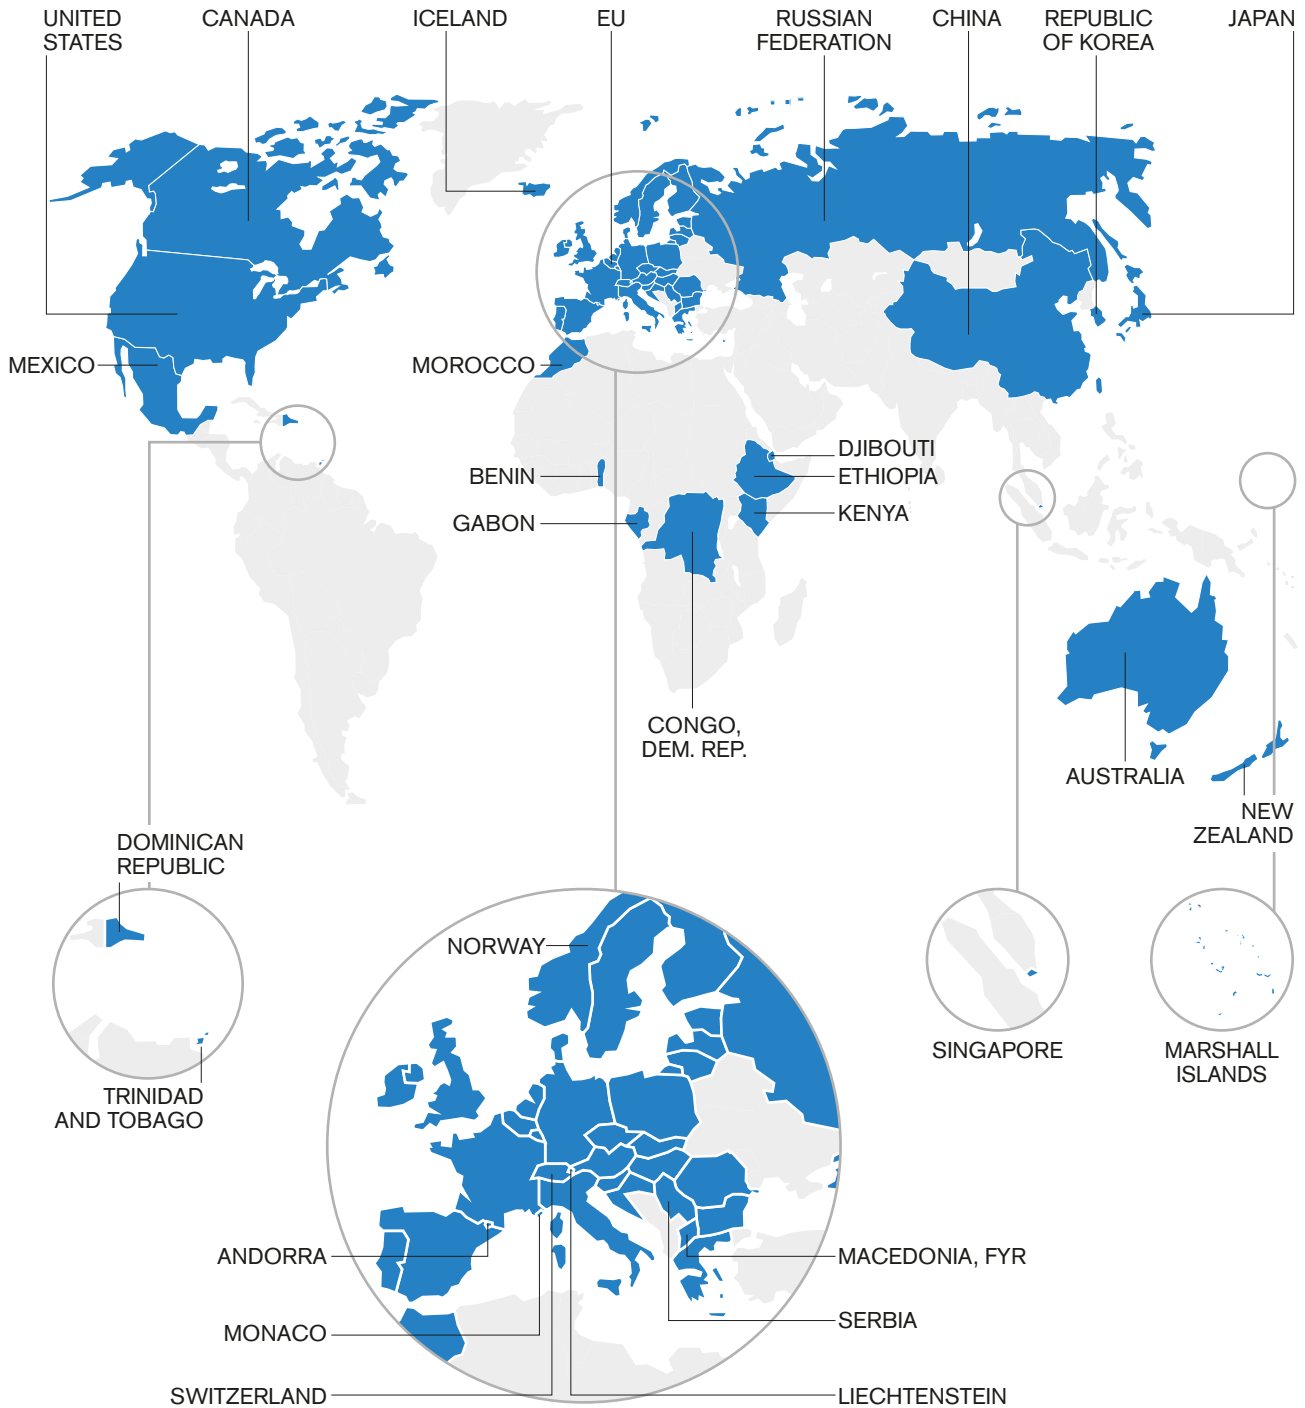 UNITED
STATES
CANADA
ICELAND
EU
RUSSIAN
FEDERATION
CHINA
REPUBLIC
OF KOREA
JAPAN
MEXICO
MOROCCO
DJIBOUTI
BENIN
ETHIOPIA
GABON
KENYA
CONGO,
DEM. REP.
AUSTRALIA
NEW
ZEALAND
DOMINICAN
REPUBLIC
NORWAY
SINGAPORE
MARSHALL
ISLANDS
TRINIDAD
AND TOBAGO
ANDORRA
MACEDONIA, FYR
SERBIA
MONACO
SWITZERLAND
LIECHTENSTEIN